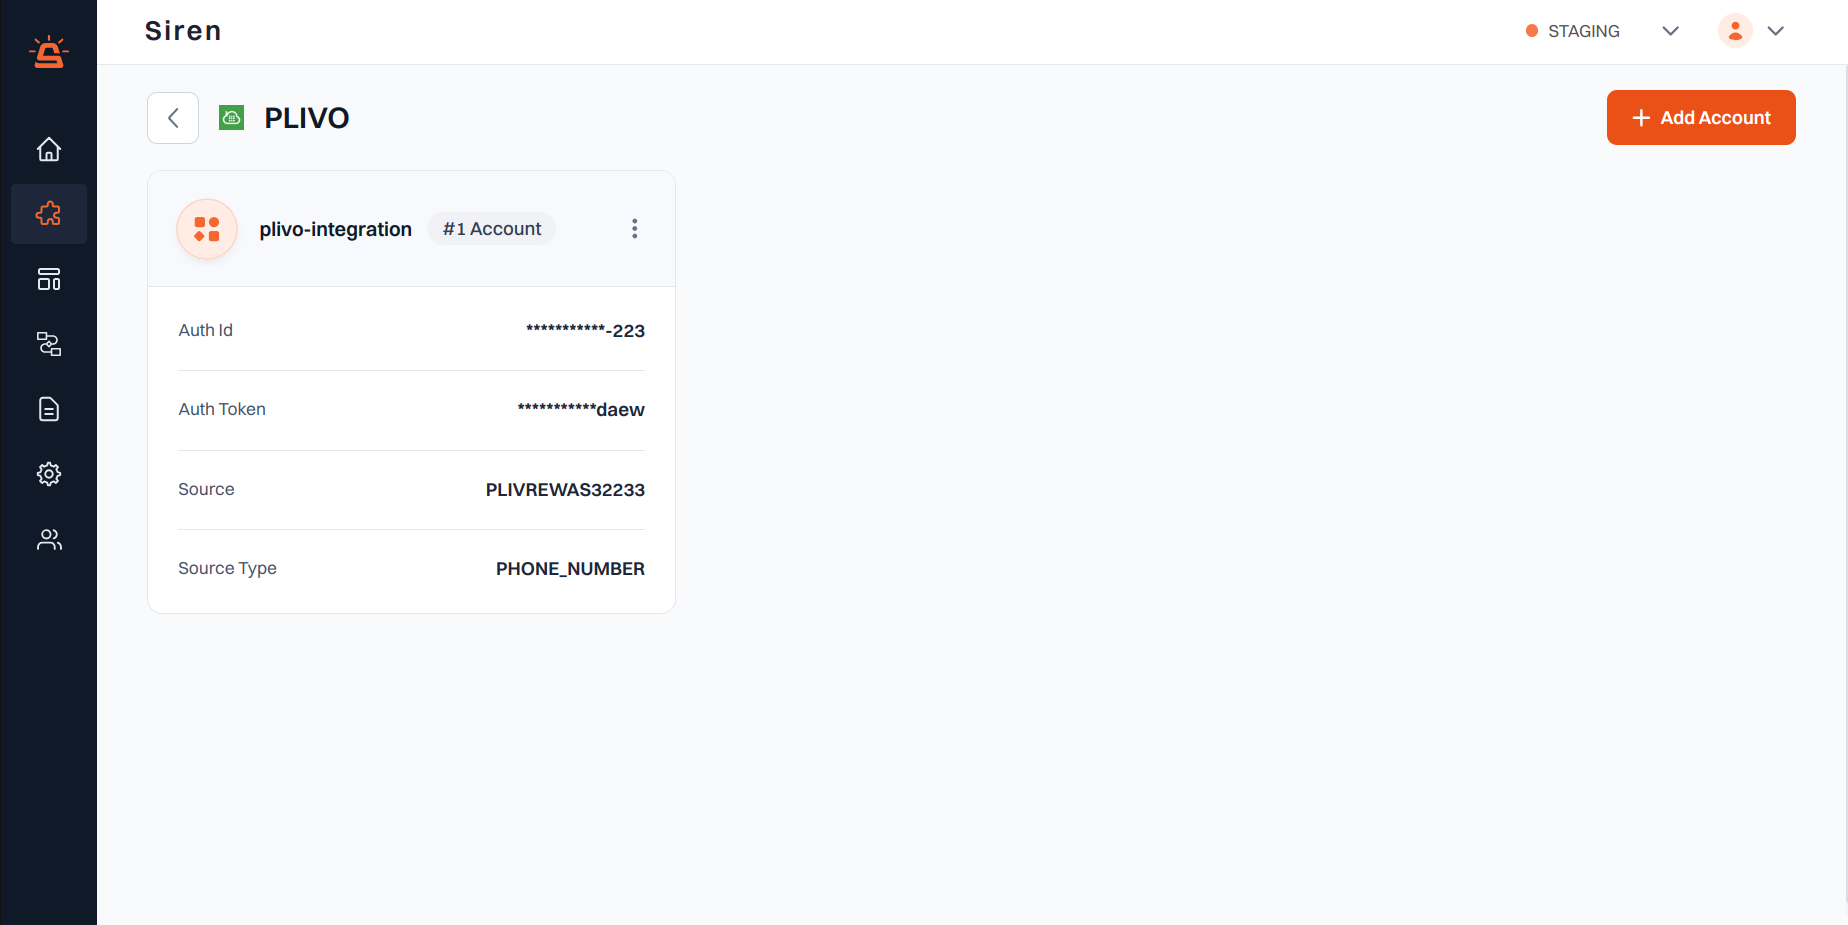 Siren
STAGING
PLIVO
Add Account
plivo-integration
#1 Account
Auth Id
***********-223
Auth Token
***********daew
Source
PLIVREWAS32233
Source Type
PHONE_NUMBER